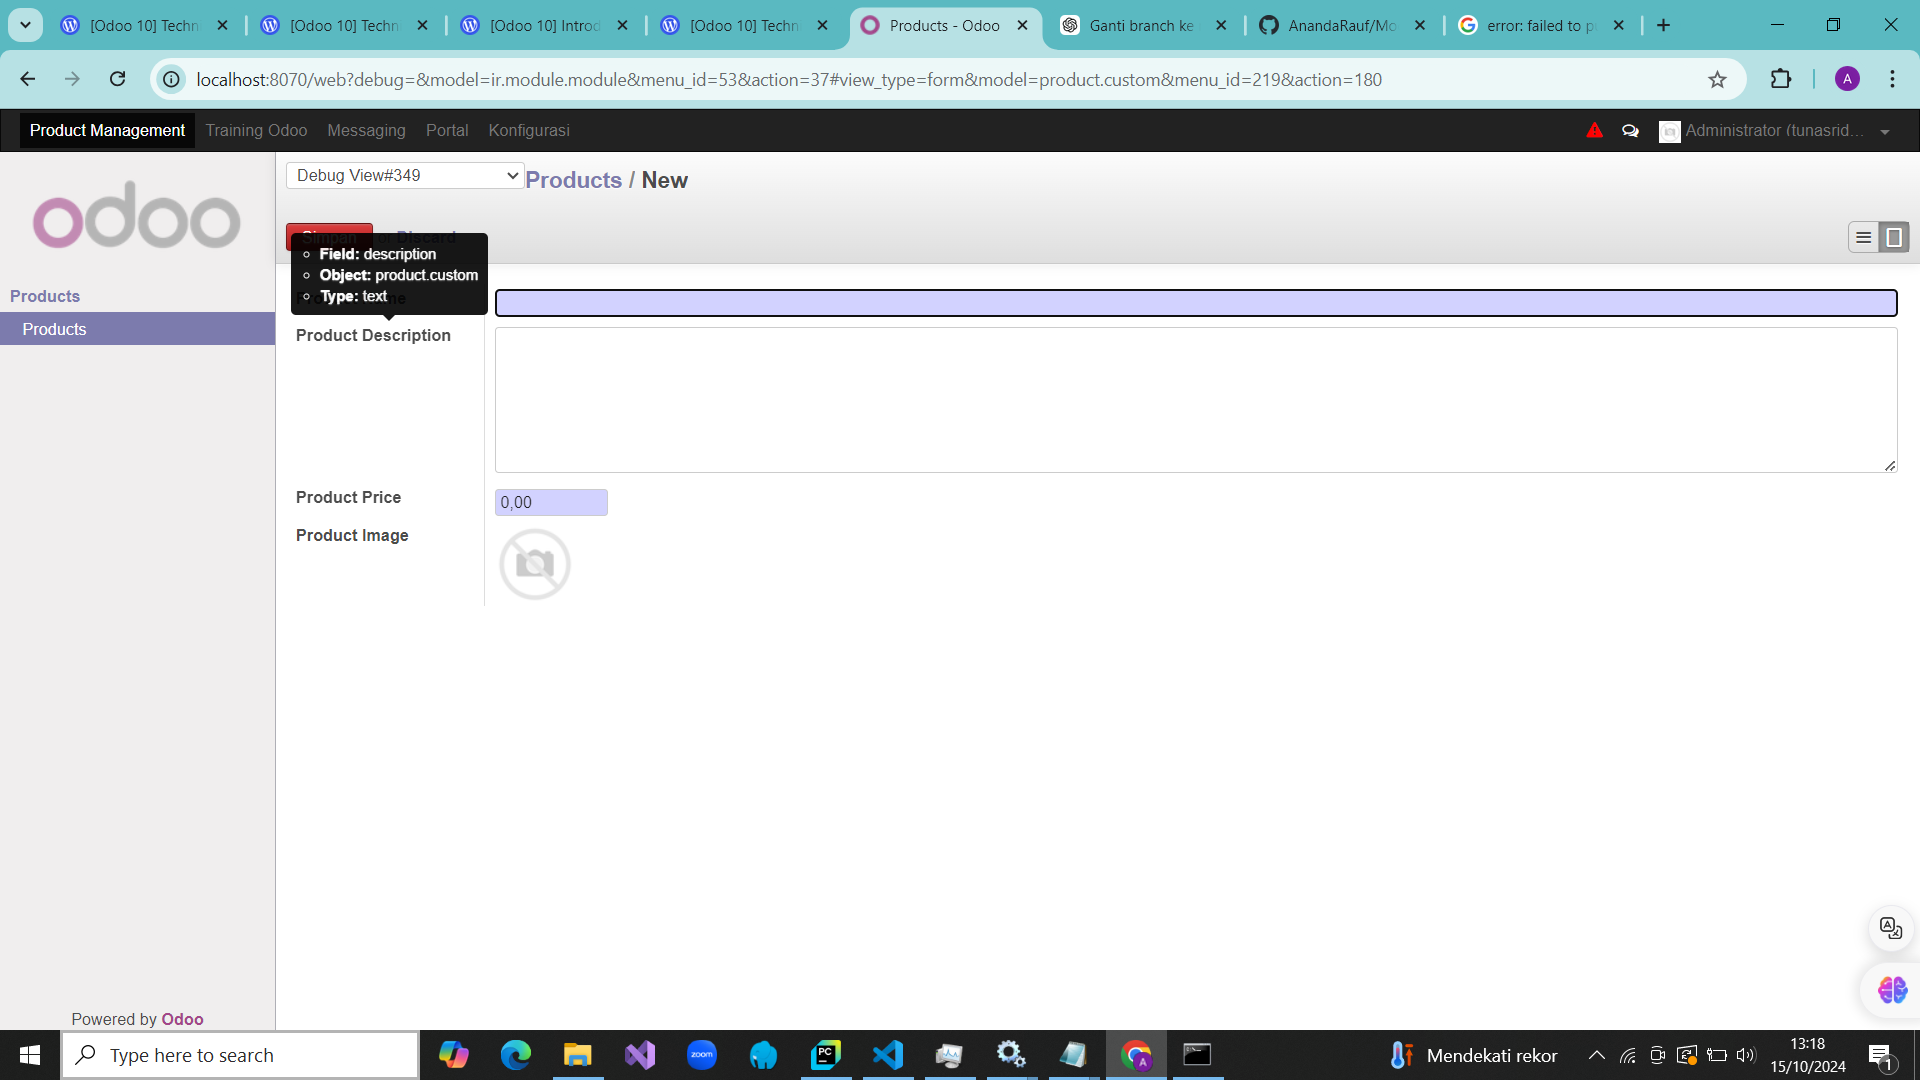 [Odoo 10] Techn
[Odoo 10] Techn
[Odoo 10] Introd
[Odoo 10] Techn
Products - Odoo
Ganti branch ke
AnandaRauf/Mo
error: failed to p
localhost:8070/web?debug=&model=ir.module.module&menu_id=53&action=37#view_type=form&model=product.custom&menu_id=219&action=180
A
Product Management
Training Odoo
Messaging
Portal
Konfigurasi
Administrator (tunasrid...
odoo
Debug View#349
Products / New
Simpan or Discard
Field: description
Object: product.custom
Type: text
Products
Products
Product Description
Product Price
0,00
Product Image
Powered by Odoo
Type here to search
zoom
PC
A
Mendekati rekor
13:18
15/10/2024
1